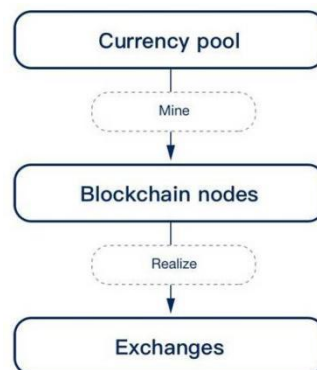 Currency pool
Mine
Blockchain nodes
Realize
Exchanges